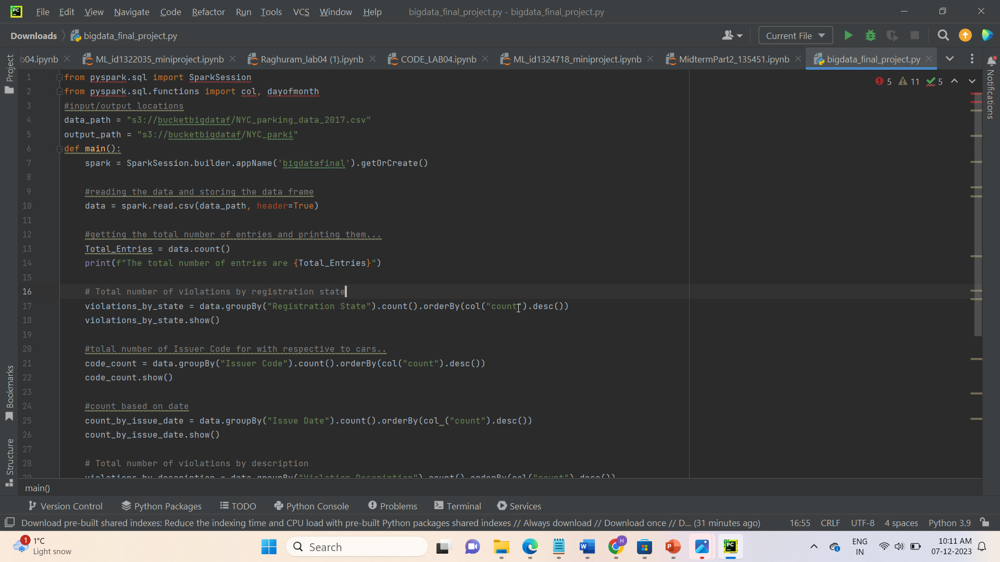 PC File Edit View Navigate Code Refactor Run Tools VCS Window Help bigdata_final_project.py - bigdata_final_project.py
Downloads bigdata_final_project.py Current File
b04.ipynb ML_id1322035_miniproject.ipynb Raghuram_lab04 (1).ipynb CODE_LAB04.ipynb ML_id1324718_miniproject.ipynb MidtermPart2_135451.ipynb bigdata_final_project.py
Project
Notifications
5 11 5
1 from pyspark.sql import SparkSession
2 from pyspark.sql.functions import col, dayofmonth
3 #input/output locations
4 data_path = "s3://bucketbigdataf/NYC_parking_data_2017.csv"
5 output_path = "s3://bucketbigdataf/NYC_parki"
6 def main():
7 spark = SparkSession.builder.appName('bigdatafinal').getOrCreate()
8
9 #reading the data and storing the data frame
10 data = spark.read.csv(data_path, header=True)
11
12 #getting the total number of entries and printing them...
13 Total_Entries = data.count()
14 print(f"The total number of entries are {Total_Entries}")
15
16 # Total number of violations by registration state
17 violations_by_state = data.groupBy("Registration State").count().orderBy(col("count").desc())
18 violations_by_state.show()
19
20 #tolal number of Issuer Code for with respective to cars..
21 code_count = data.groupBy("Issuer Code").count().orderBy(col("count").desc())
22 code_count.show()
23
24 #count based on date
25 count_by_issue_date = data.groupBy("Issue Date").count().orderBy(col ("count").desc())
26 count_by_issue_date.show()
27
28 # Total number of violations by description
29 violations_by_description = data.groupBy("Violation Description").count().orderBy(col("count").desc())
Bookmarks
Structure
main()
Version Control Python Packages TODO Python Console Problems Terminal Services
Download pre-built shared indexes: Reduce the indexing time and CPU load with pre-built Python packages shared indexes // Always download // Download once // D... (31 minutes ago) 16:55 CRLF UTF-8 4 spaces Python 3.9
1 1°C
Light snow
Search
H
W
P
PC
ENG
IN
10:11 AM
07-12-2023